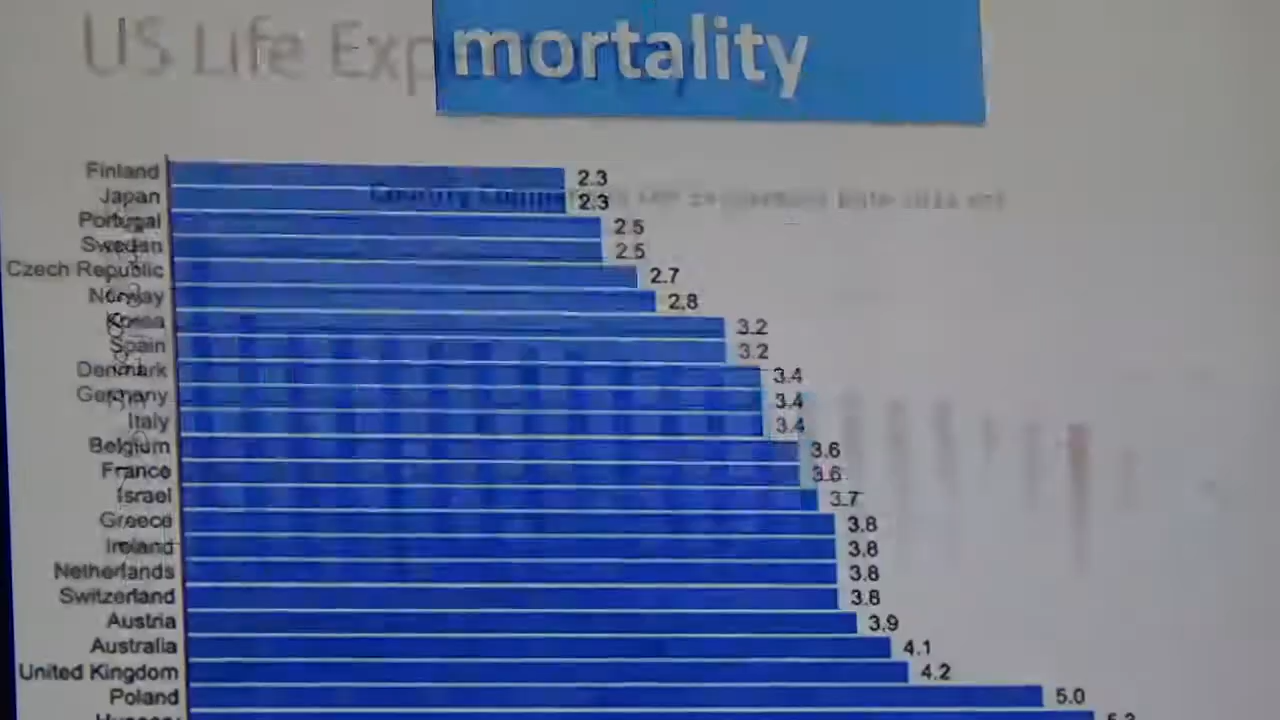 US Life Exp
mortality
Finland 2.3
Japan 2.3
Portugal 2.5
Sweden 2.5
Czech Republic 2.7
Norway 2.8
Korea 3.2
Spain 3.2
Denmark 3.4
Germany 3.4
Italy 3.4
Belgium 3.6
France 3.6
Israel 3.7
Greece 3.8
Ireland 3.8
Netherlands 3.8
Switzerland 3.8
Austria 3.9
Australia 4.1
United Kingdom 4.2
Poland 5.0